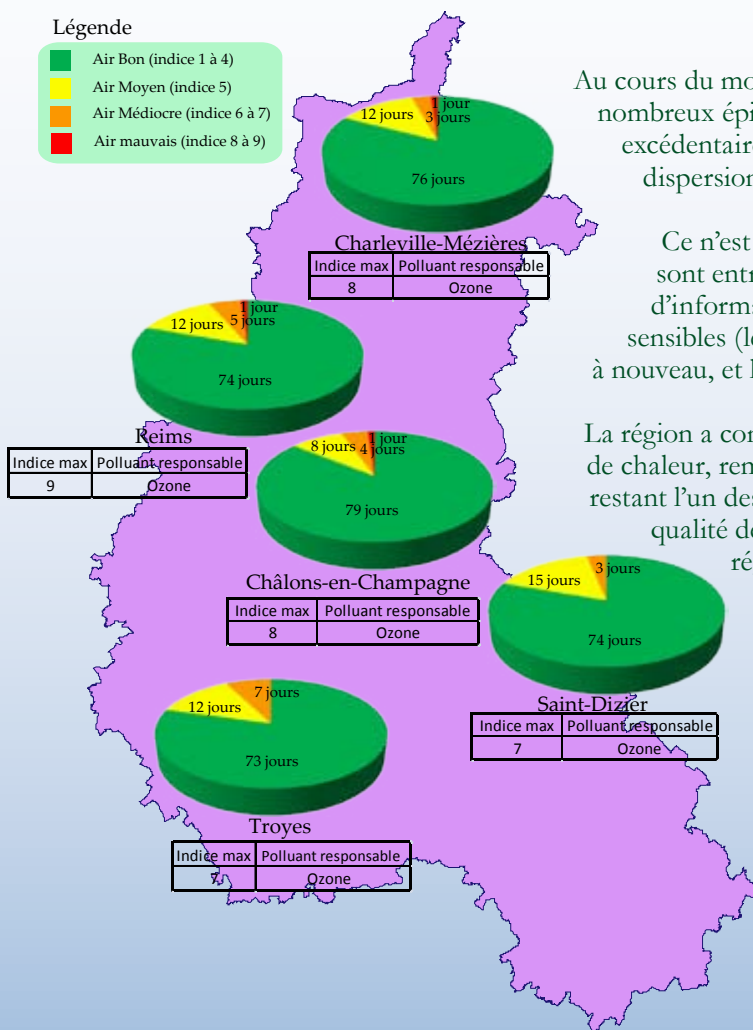 Légende
Air Bon (indice 1 à 4)
Air Moyen (indice 5)
Air Médiocre (indice 6 à 7)
Air mauvais (indice 8 à 9)
12 jours
3 jours
1 jour
76 jours
Charleville-Mézières
Indice max Polluant responsable
8 Ozone
12 jours
5 jours
1 jour
74 jours
Reims
Indice max Polluant responsable
9 Ozone
8 jours
4 jours
1 jour
79 jours
Châlons-en-Champagne
Indice max Polluant responsable
8 Ozone
15 jours
3 jours
74 jours
Saint-Dizier
Indice max Polluant responsable
7 Ozone
12 jours
7 jours
73 jours
Troyes
Indice max Polluant responsable
7 Ozone
Au cours du mo
nombreux épi
excédentaire
dispersion
Ce n'est
sont entr
d'informa
sensibles (l
à nouveau, et l
La région a con
de chaleur, ren
restant l'un des
qualité d
ré